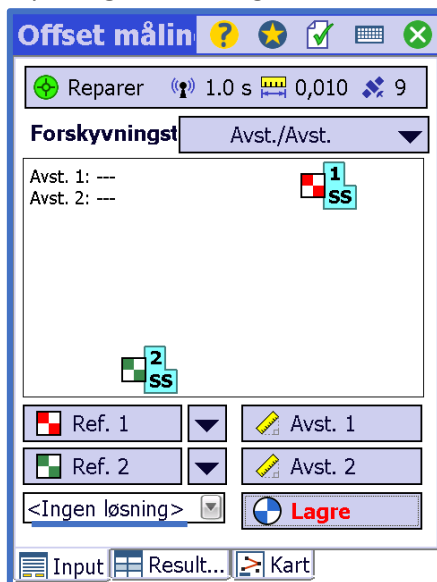 Offset målin
Reparer 1.0 s 0,010 9
Forskyvningst Avst./Avst.
Avst. 1: ---
Avst. 2: ---
1
SS
2
SS
Ref. 1 Avst. 1
Ref. 2 Avst. 2
<Ingen løsning> Lagre
Input Result... Kart